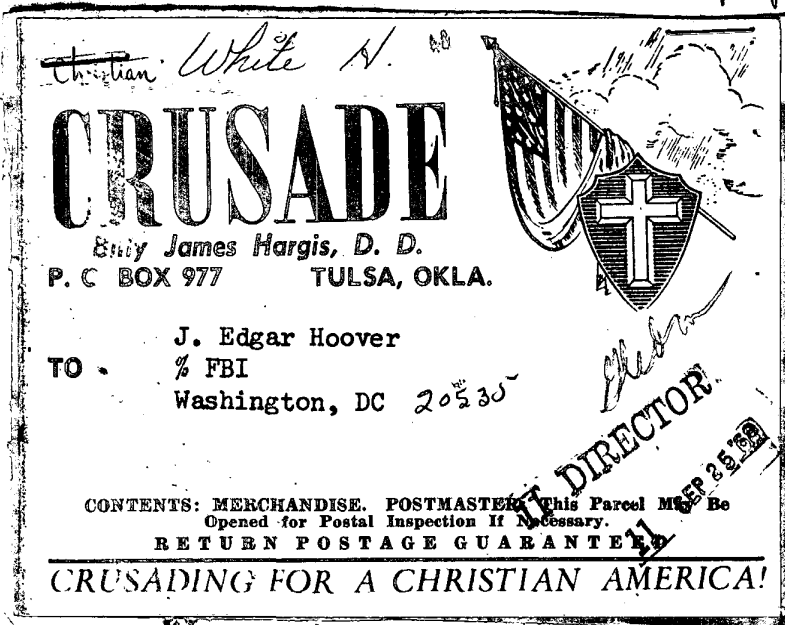 Christian White H.
CRUSADE
Billy James Hargis, D. D.
P. O BOX 977 TULSA, OKLA.
J. Edgar Hoover
TO % FBI
Washington, DC 20535
DIRECTOR
11 SEP 25 '68
CONTENTS: MERCHANDISE. POSTMASTER: This Parcel May Be
Opened for Postal Inspection If Necessary.
RETURN POSTAGE GUARANTEED
CRUSADING FOR A CHRISTIAN AMERICA!